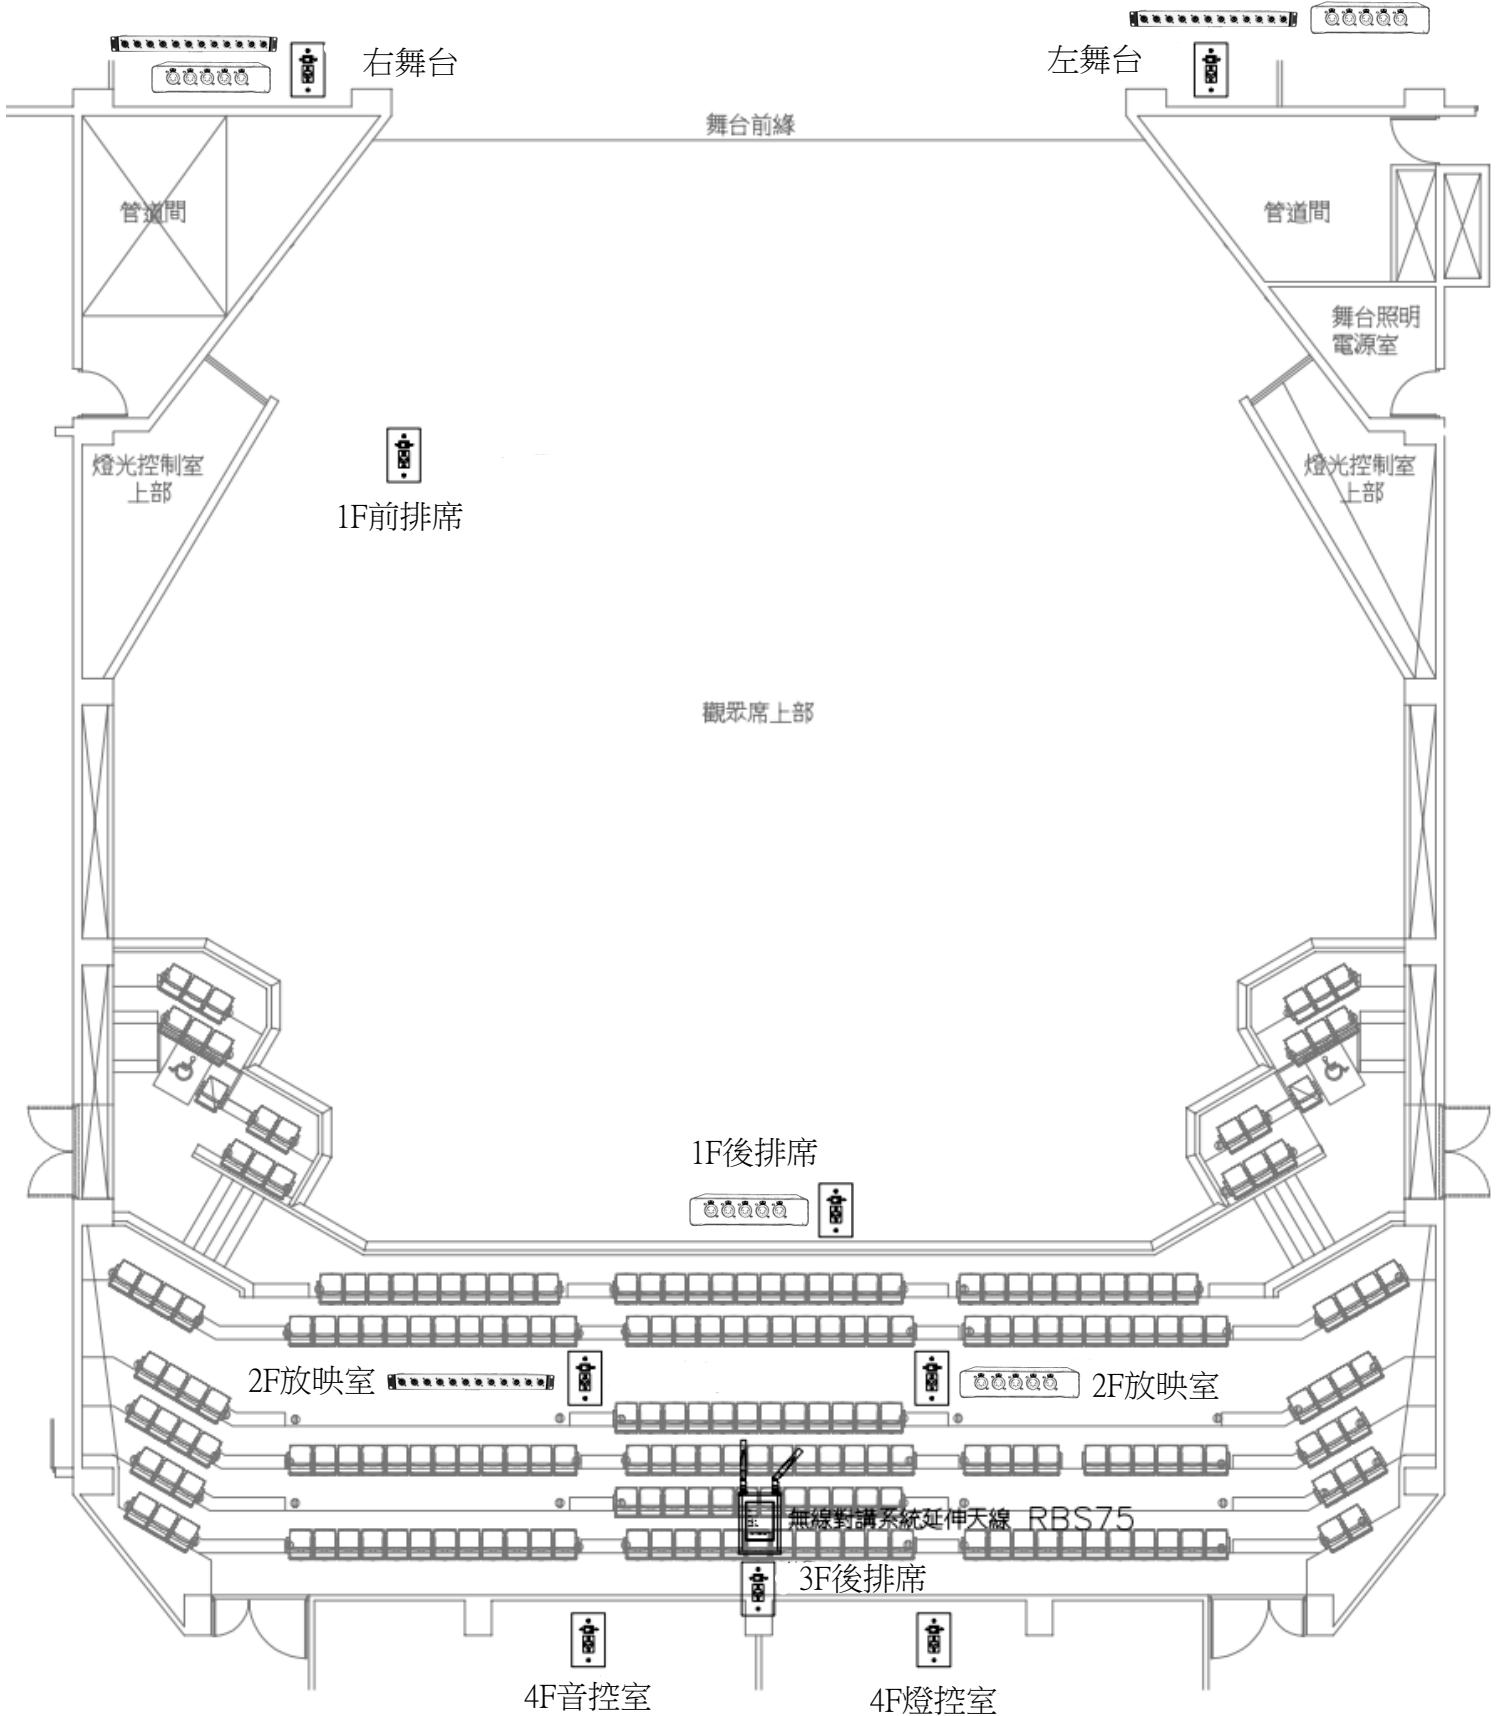 右舞台
左舞台
舞台前緣
管道間
管道間
舞台照明
電源室
燈光控制室
上部
燈光控制室
上部
1F前排席
觀眾席上部
1F後排席
2F放映室
2F放映室
無線對講系統延伸天線 RBS75
3F後排席
4F音控室
4F燈控室